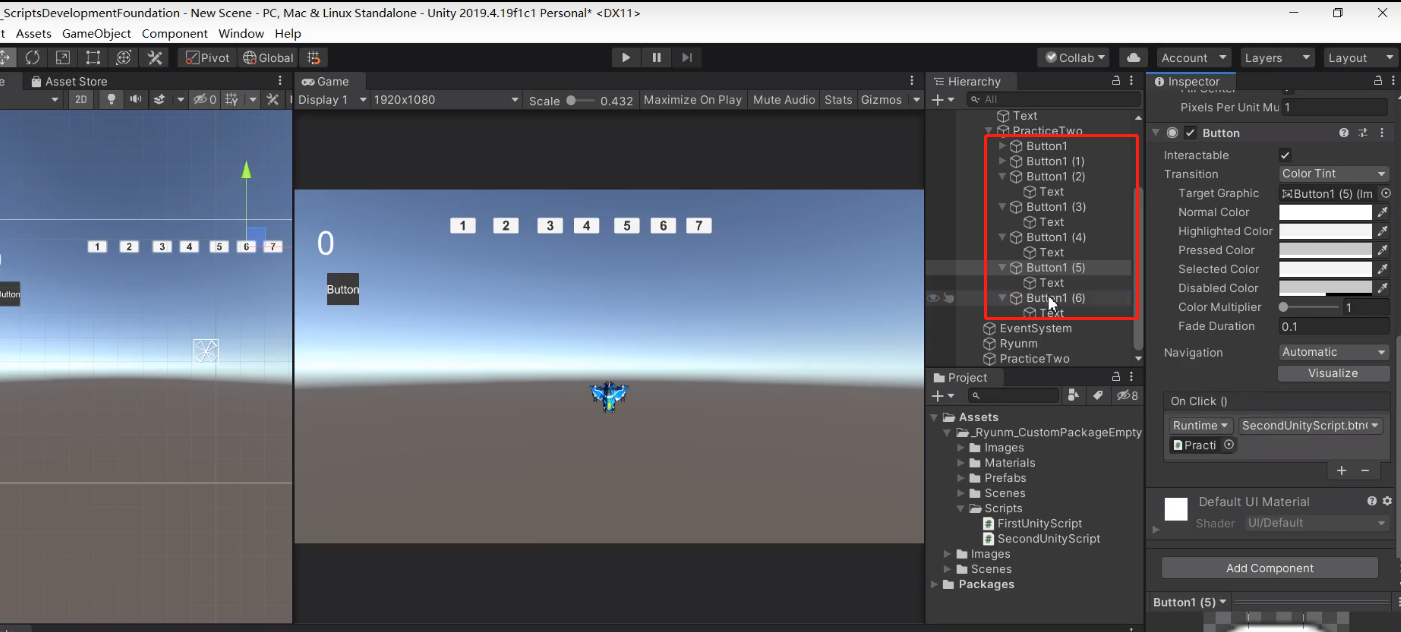 _ScriptsDevelopmentFoundation - New Scene - PC, Mac & Linux Standalone - Unity 2019.4.19f1c1 Personal* <DX11>
t Assets GameObject Component Window Help
Pivot Global Collab Account Layers Layout
e Asset Store
2D 0
1 2 3 4 5 6 7
Button
Game
Display 1 1920x1080 Scale 0.432 Maximize On Play Mute Audio Stats Gizmos
1 2 3 4 5 6 7
0
Button
Hierarchy
All
Text
PracticeTwo
Button1
Button1 (1)
Button1 (2)
Text
Button1 (3)
Text
Button1 (4)
Text
Button1 (5)
Text
Button1 (6)
Text
EventSystem
Ryunm
PracticeTwo
Project
8
Assets
_Ryunm_CustomPackageEmpty
Images
Materials
Prefabs
Scenes
Scripts
FirstUnityScript
SecondUnityScript
Images
Scenes
Packages
Inspector
Pixels Per Unit Mu 1
Button
Interactable
Transition Color Tint
Target Graphic Button1 (5) (Im
Normal Color
Highlighted Color
Pressed Color
Selected Color
Disabled Color
Color Multiplier 1
Fade Duration 0.1
Navigation Automatic
Visualize
On Click ()
Runtime SecondUnityScript.btn
Practi
Default UI Material
Shader UI/Default
Add Component
Button1 (5)